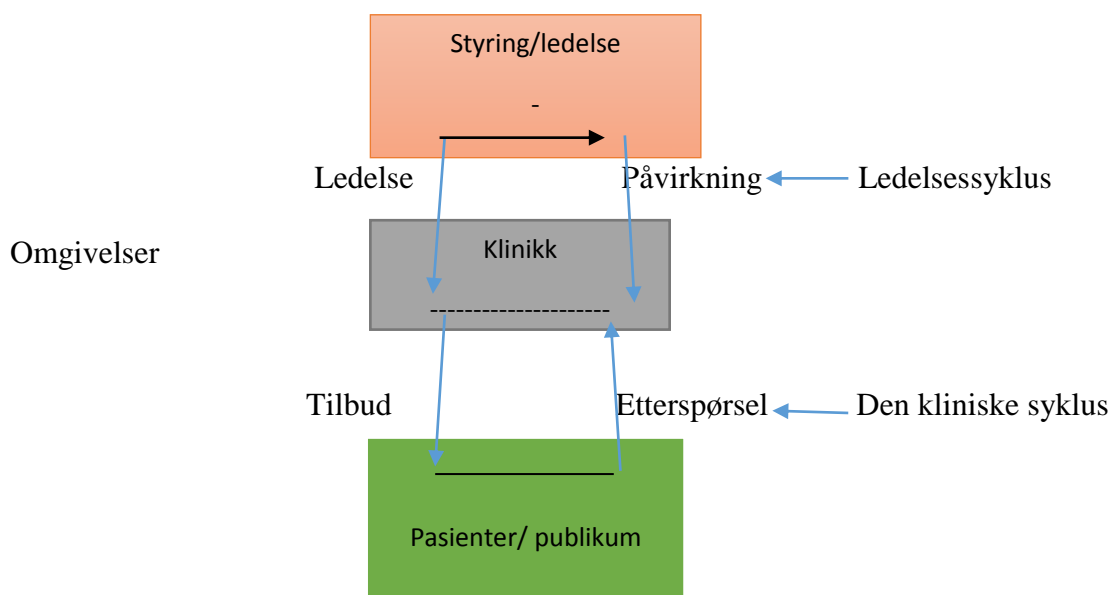 Styring/ledelse
-
Ledelse Påvirkning Ledelsessyklus
Omgivelser Klinikk
Tilbud Etterspørsel Den kliniske syklus
Pasienter/ publikum